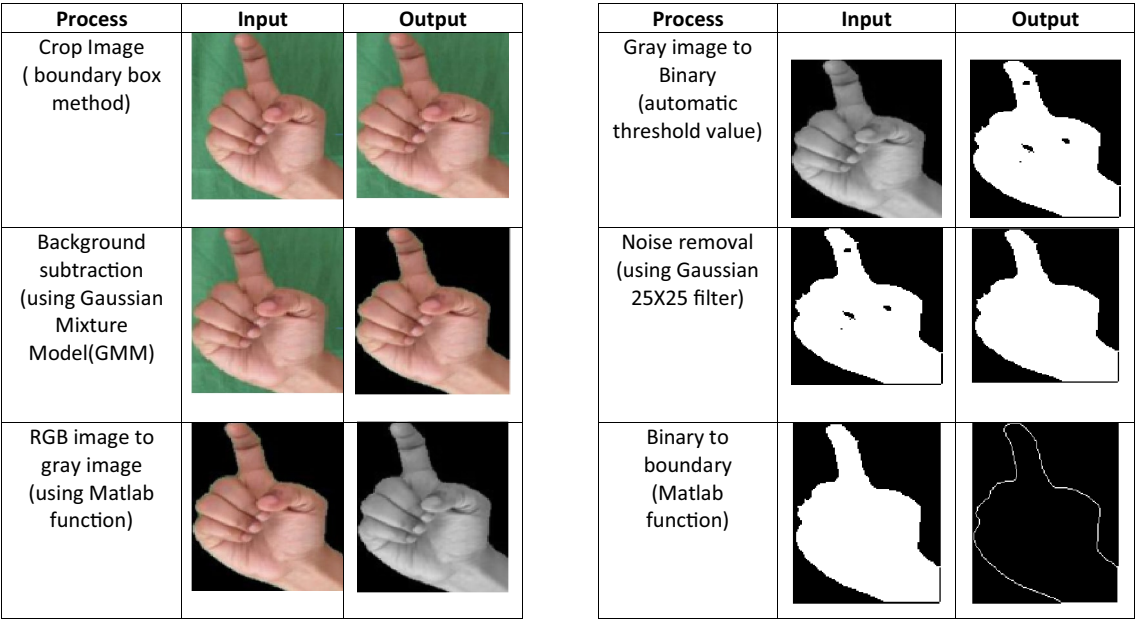 Process Input Output
Crop Image
( boundary box
method)
Background
subtraction
(using Gaussian
Mixture
Model(GMM)
RGB image to
gray image
(using Matlab
function)
Process Input Output
Gray image to
Binary
(automatic
threshold value)
Noise removal
(using Gaussian
25X25 filter)
Binary to
boundary
(Matlab
function)